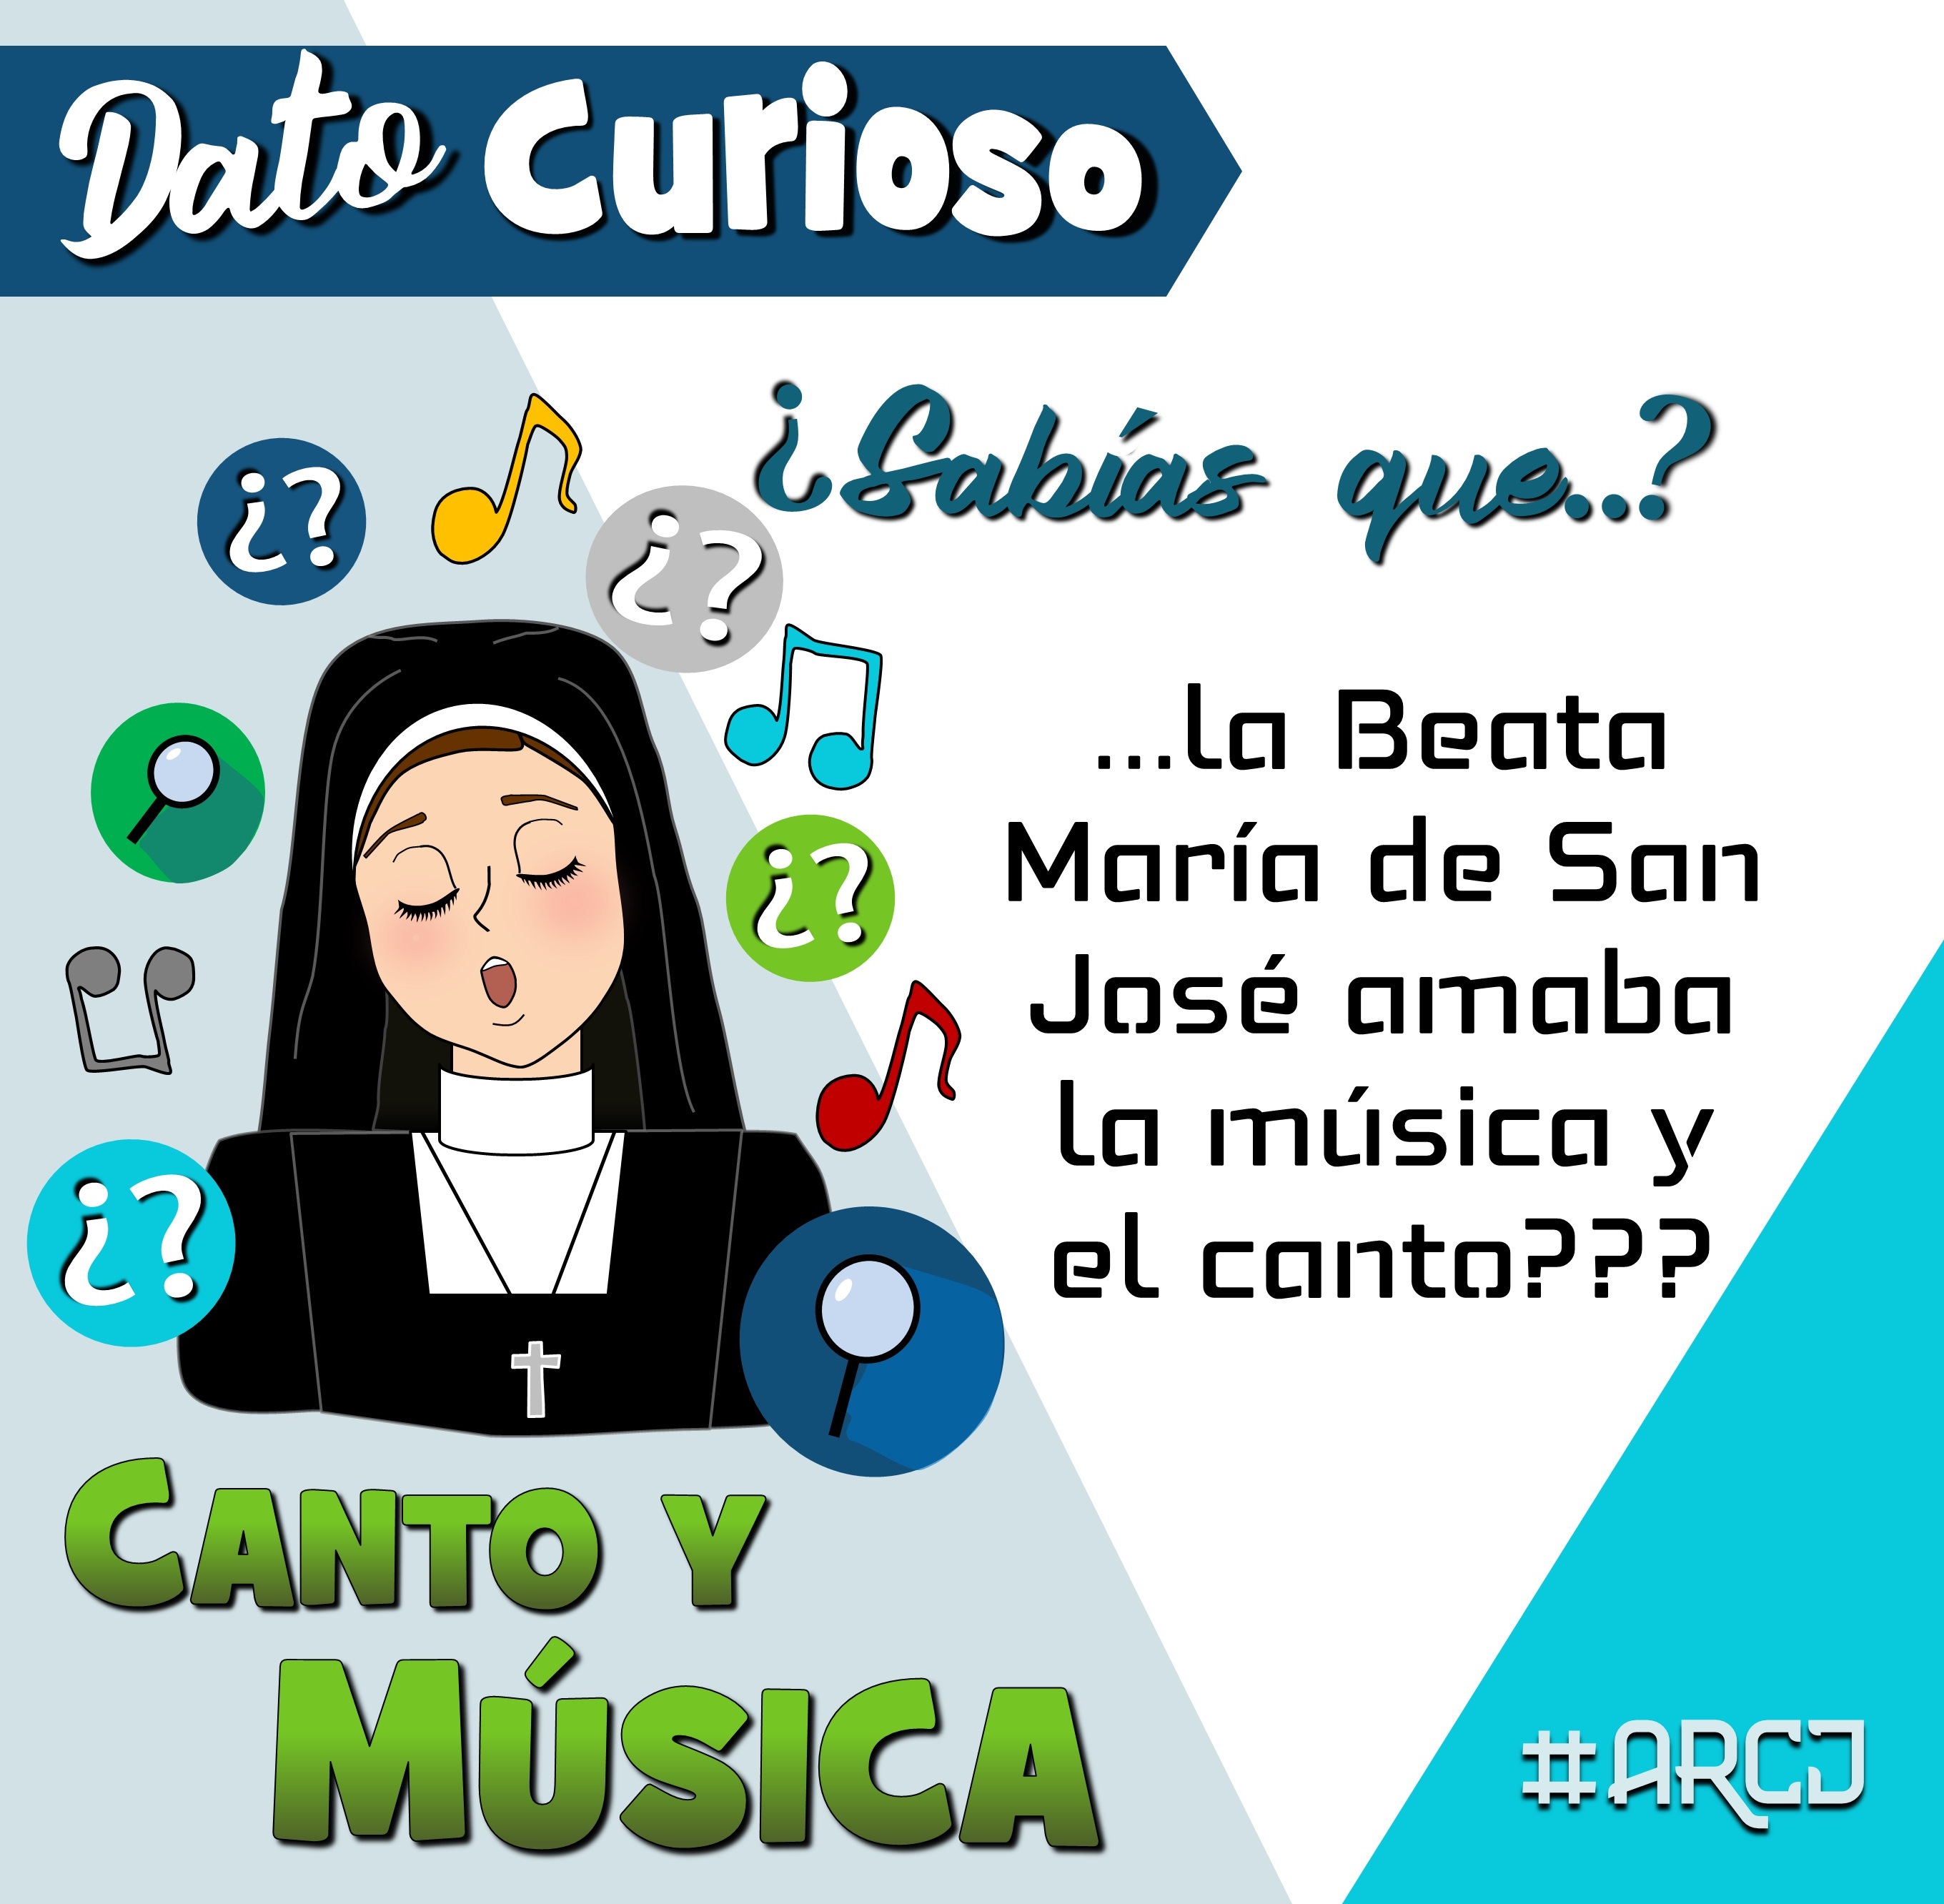 Dato Curioso
¿Sabías que...?
¿?
¿?
...la Beata
María de San
José amaba
la música y
el canto???
¿?
¿?
Canto y
Música
#ARCJ